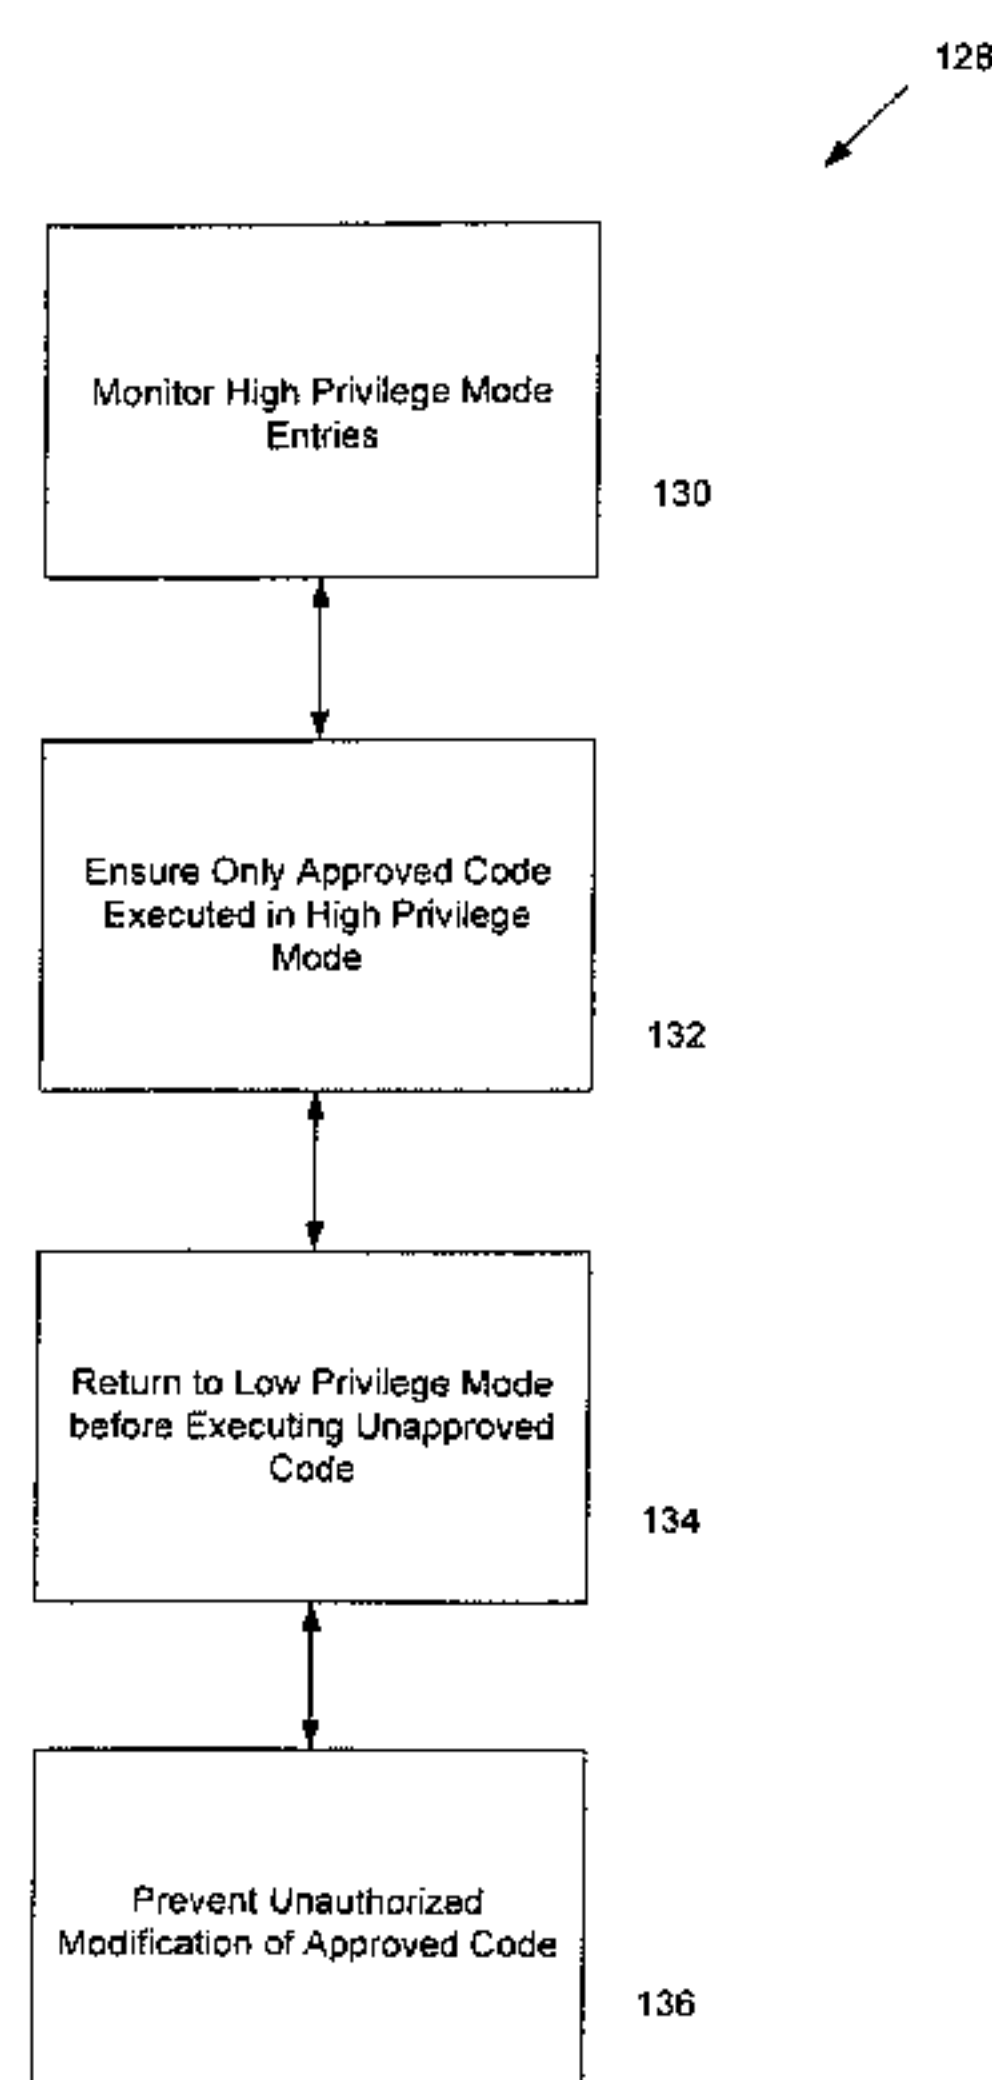 128
Monitor High Privilege Mode
Entries
130
Ensure Only Approved Code
Executed in High Privilege
Mode
132
Return to Low Privilege Mode
before Executing Unapproved
Code
134
Prevent Unauthorized
Modification of Approved Code
136